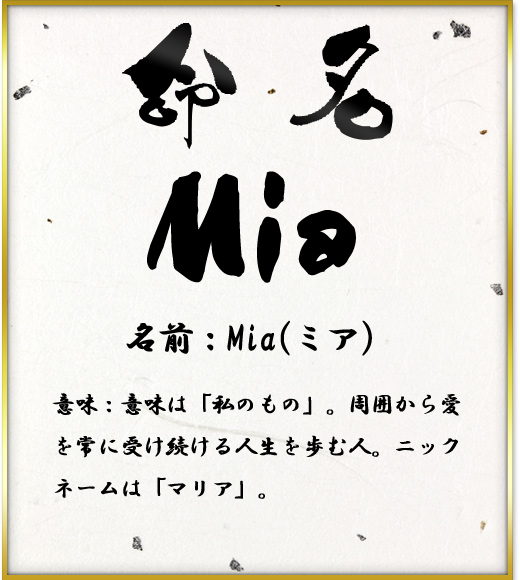 命名
Mia
名前：Mia(ミア)
意味：意味は「私のもの」。周囲から愛
を常に受け続ける人生を歩む人。ニック
ネームは「マリア」。